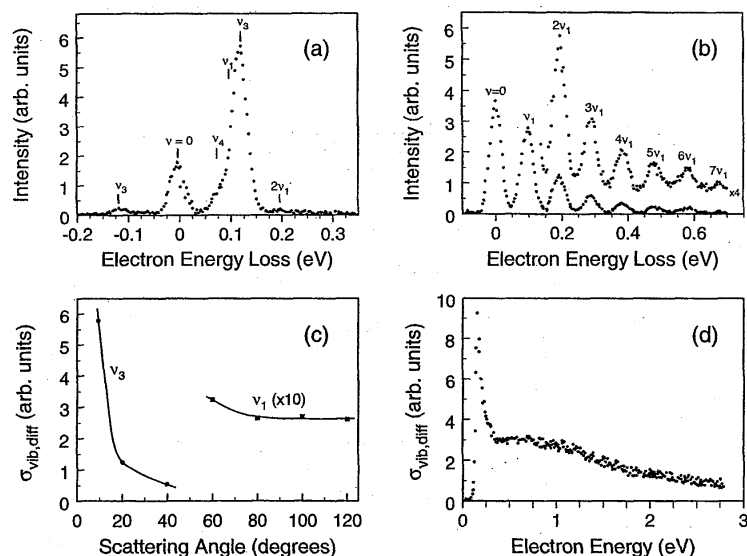 (a)
Intensity (arb. units)
6
5
4
3
2
1
0
ν3
ν = 0
ν4
ν1
ν3
2ν1
-0.2
-0.1
0
0.1
0.2
0.3
Electron Energy Loss (eV)
(b)
Intensity (arb. units)
6
5
4
3
2
1
0
ν=0
ν1
2ν1
3ν1
4ν1
5ν1
6ν1
7ν1
x4
0
0.2
0.4
0.6
0.8
Electron Energy Loss (eV)
(c)
σvib,diff (arb. units)
6
5
4
3
2
1
0
ν3
ν1 (x10)
0
20
40
60
80
100
120
Scattering Angle (degrees)
(d)
σvib,diff (arb. units)
10
8
6
4
2
0
0
1
2
3
Electron Energy (eV)